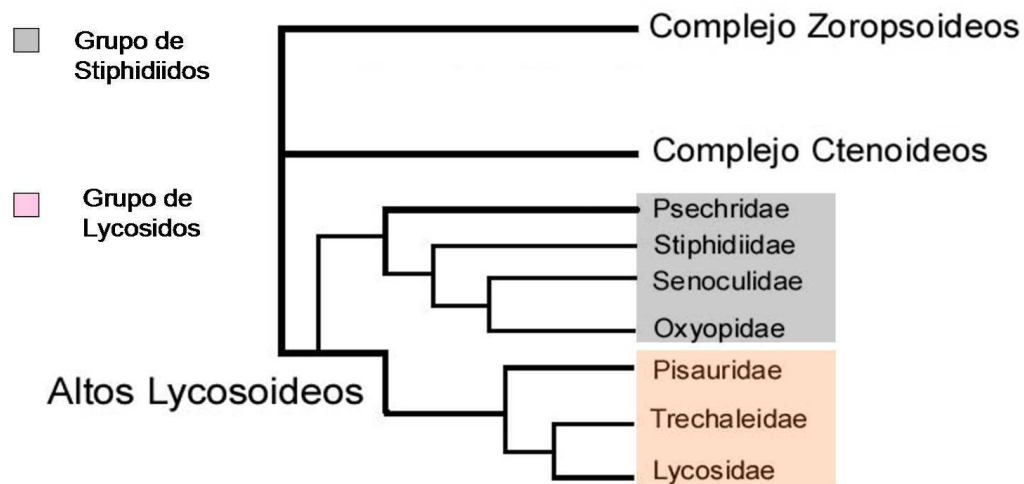 Grupo de
Stiphidiidos
Grupo de
Lycosidos
Complejo Zoropsoideos
Complejo Ctenoideos
Psechridae
Stiphidiidae
Senoculidae
Oxyopidae
Altos Lycosoideos
Pisauridae
Trechaleidae
Lycosidae